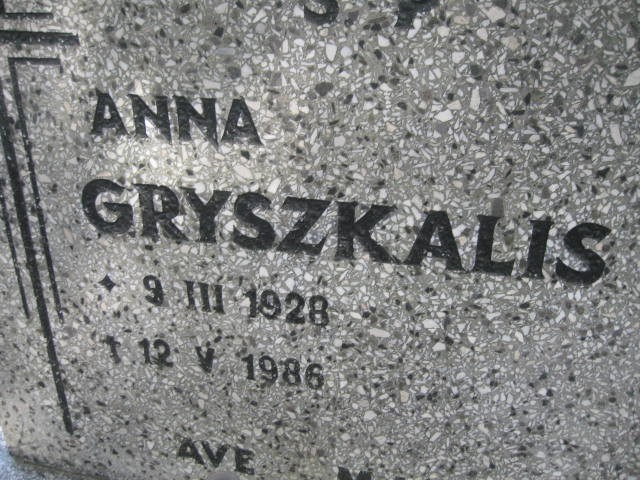 Ś P
ANNA
GRYSZKALIS
9 III 1928
† 12 V 1986
AVE